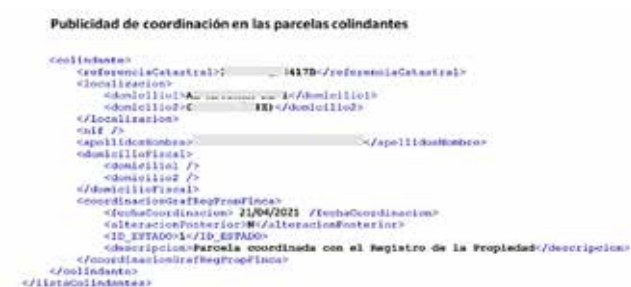 Publicidad de coordinación en las parcelas colindantes
<colindante>
<referenciaCatastral> 417D</referenciaCatastral>
<localizacion>
<domicilio1> </domicilio1>
<domicilio2> </domicilio2>
</localizacion>
<nif />
<apellidosNombre> </apellidosNombre>
<domicilioFiscal>
<domicilio1 />
<domicilio2 />
</domicilioFiscal>
<coordinacionGrafRegPropFinca>
<fechaCoordinacion> 21/04/2021 /fechaCoordinacion>
<alteracionPosterior>N</alteracionPosterior>
<ID_ESTADO>1</ID_ESTADO>
<descripcion>Parcela coordinada con el Registro de la Propiedad</descripcion>
</coordinacionGrafRegPropFinca>
</colindante>
</listaColindantes>